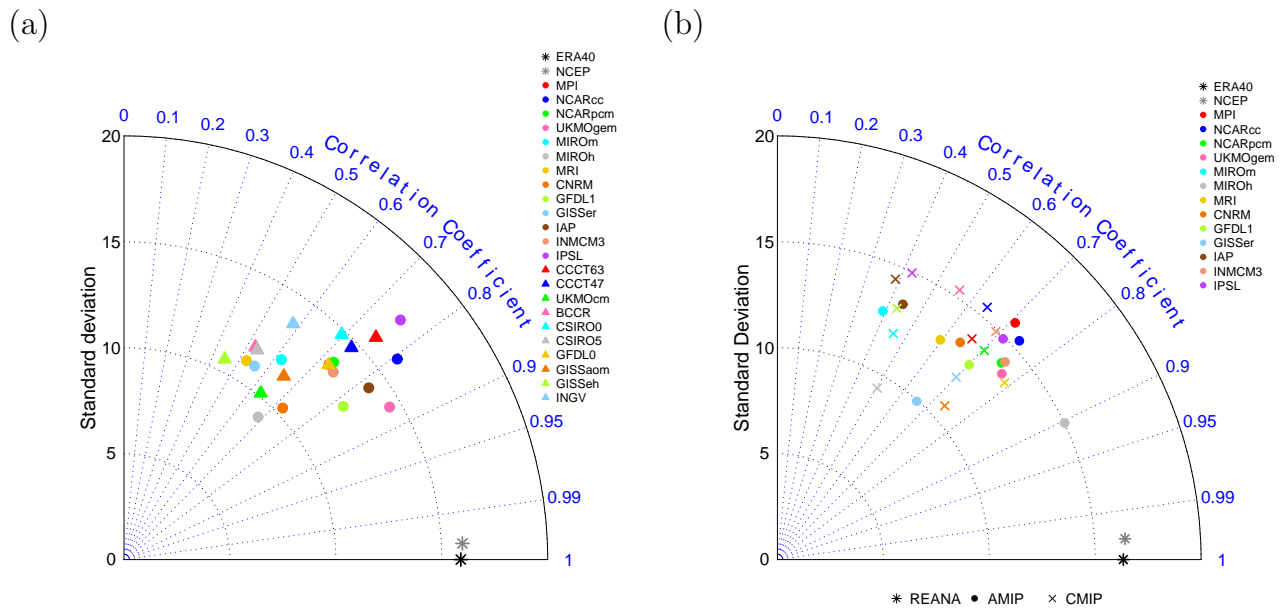 (a)
ERA40
NCEP
MPI
NCARcc
NCARpcm
UKMOgem
MIROm
MIROh
MRI
CNRM
GFDL1
GISSer
IAP
INMCM3
IPSL
CCCT63
CCCT47
UKMOcm
BCCR
CSIRO0
CSIRO5
GFDL0
GISSaom
GISSeh
INGV
0
0.1
0.2
0.3
0.4
0.5
0.6
0.7
0.8
0.9
0.95
0.99
1
Correlation Coefficient
20
15
10
5
0
Standard deviation
(b)
ERA40
NCEP
MPI
NCARcc
NCARpcm
UKMOgem
MIROm
MIROh
MRI
CNRM
GFDL1
GISSer
IAP
INMCM3
IPSL
0
0.1
0.2
0.3
0.4
0.5
0.6
0.7
0.8
0.9
0.95
0.99
1
Correlation Coefficient
20
15
10
5
0
Standard Deviation
REANA AMIP CMIP